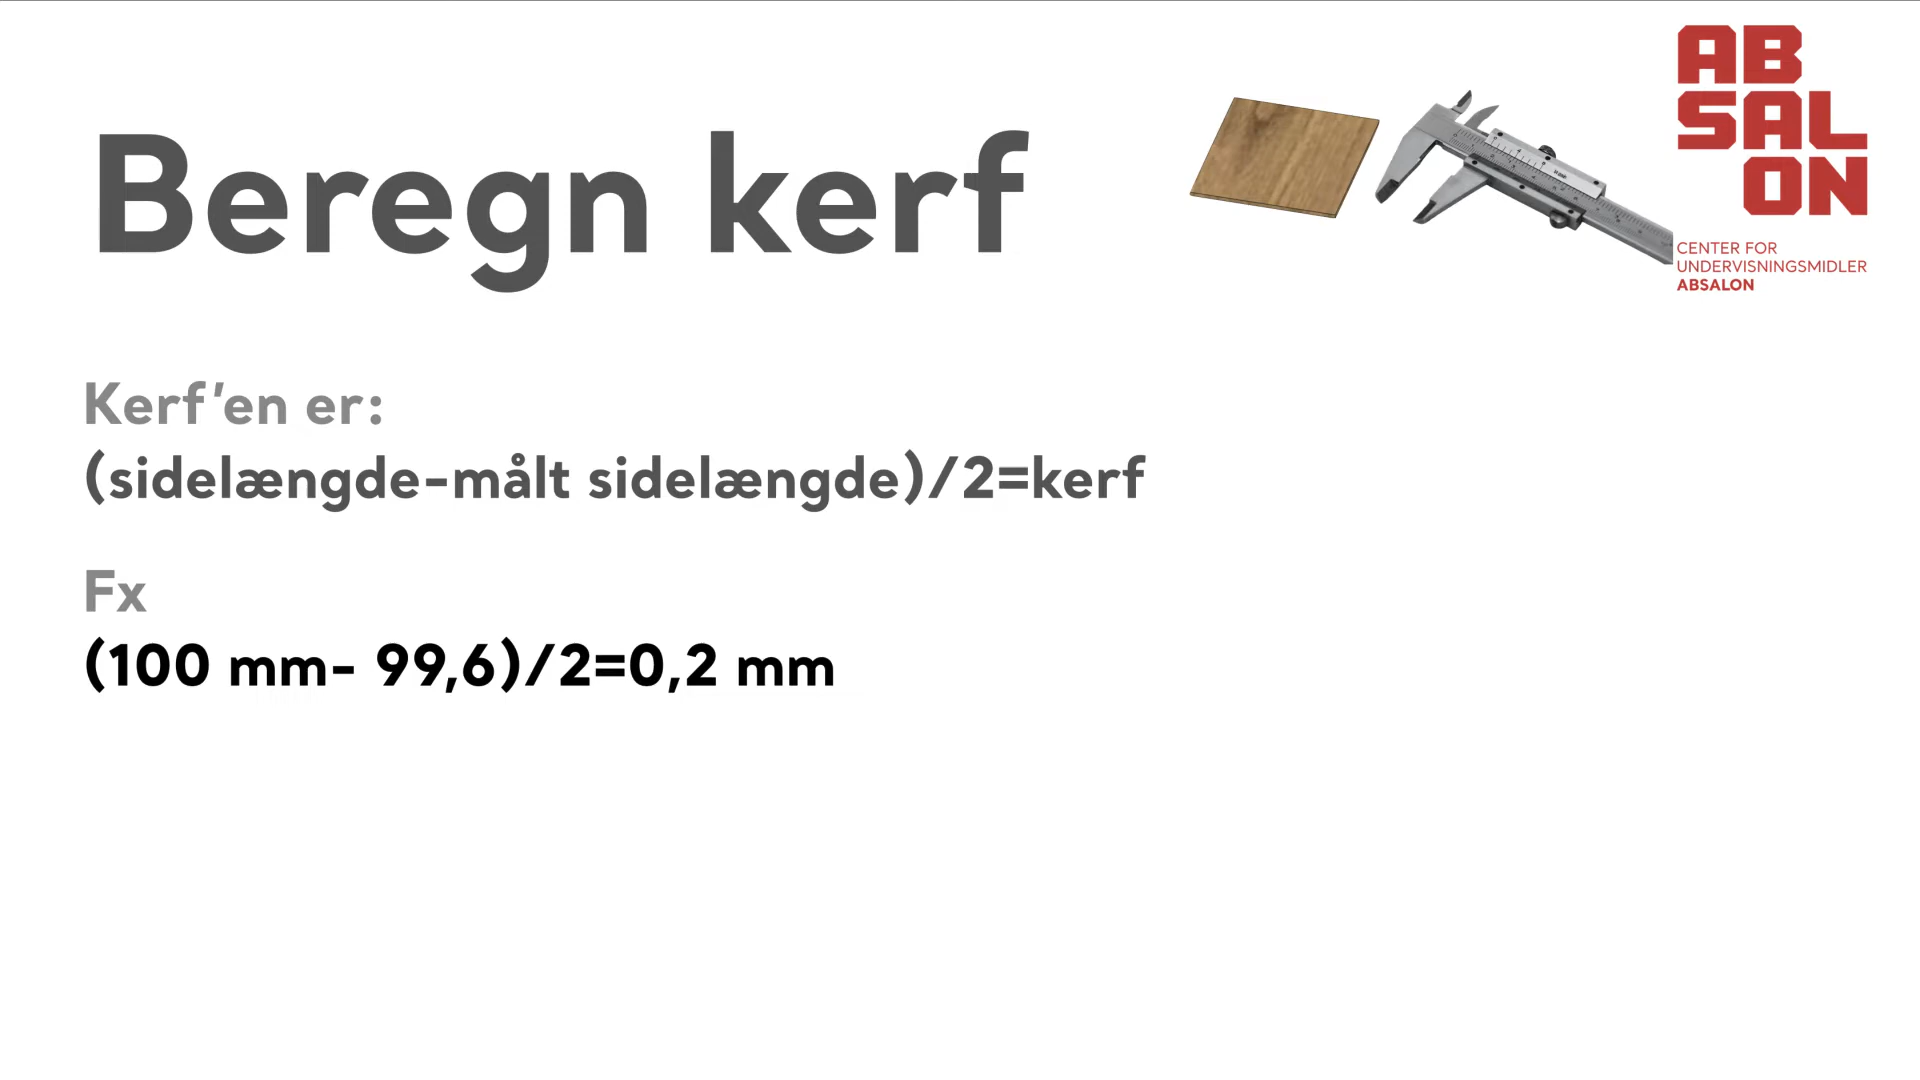 Beregn kerf
AB
SAL
ON
CENTER FOR
UNDERVISNINGSMIDLER
ABSALON
Kerf'en er:
(sidelængde-målt sidelængde)/2=kerf
Fx
(100 mm- 99,6)/2=0,2 mm